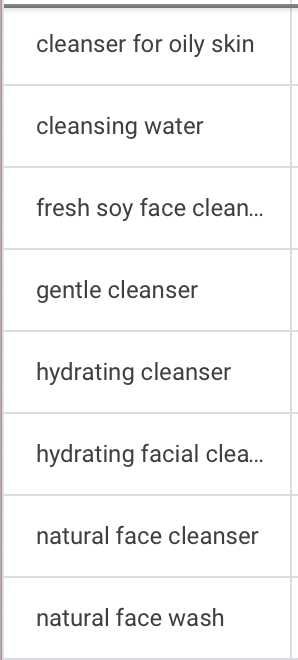 cleanser for oily skin
cleansing water
fresh soy face clean...
gentle cleanser
hydrating cleanser
hydrating facial clea...
natural face cleanser
natural face wash